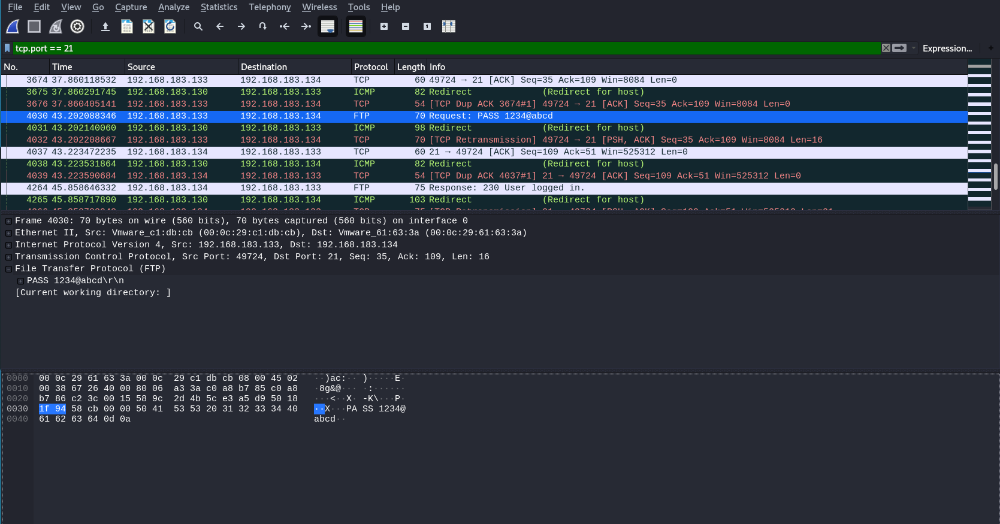 File Edit View Go Capture Analyze Statistics Telephony Wireless Tools Help
tcp.port == 21 Expression... +
No. Time Source Destination Protocol Length Info
3674 37.860118532 192.168.183.133 192.168.183.134 TCP 60 49724 → 21 [ACK] Seq=35 Ack=109 Win=8084 Len=0
3675 37.860291745 192.168.183.130 192.168.183.133 ICMP 82 Redirect (Redirect for host)
3676 37.860405141 192.168.183.133 192.168.183.134 TCP 54 [TCP Dup ACK 3674#1] 49724 → 21 [ACK] Seq=35 Ack=109 Win=8084 Len=0
4030 43.202088346 192.168.183.133 192.168.183.134 FTP 70 Request: PASS 1234@abcd
4031 43.202140060 192.168.183.130 192.168.183.133 ICMP 98 Redirect (Redirect for host)
4032 43.202208667 192.168.183.133 192.168.183.134 TCP 70 [TCP Retransmission] 49724 → 21 [PSH, ACK] Seq=35 Ack=109 Win=8084 Len=16
4037 43.223472235 192.168.183.134 192.168.183.133 TCP 60 21 → 49724 [ACK] Seq=109 Ack=51 Win=525312 Len=0
4038 43.223531864 192.168.183.130 192.168.183.134 ICMP 82 Redirect (Redirect for host)
4039 43.223590684 192.168.183.134 192.168.183.133 TCP 54 [TCP Dup ACK 4037#1] 21 → 49724 [ACK] Seq=109 Ack=51 Win=525312 Len=0
4264 45.858646332 192.168.183.134 192.168.183.133 FTP 75 Response: 230 User logged in.
4265 45.858717890 192.168.183.130 192.168.183.134 ICMP 103 Redirect (Redirect for host)
Frame 4030: 70 bytes on wire (560 bits), 70 bytes captured (560 bits) on interface 0
Ethernet II, Src: Vmware_c1:db:cb (00:0c:29:c1:db:cb), Dst: Vmware_61:63:3a (00:0c:29:61:63:3a)
Internet Protocol Version 4, Src: 192.168.183.133, Dst: 192.168.183.134
Transmission Control Protocol, Src Port: 49724, Dst Port: 21, Seq: 35, Ack: 109, Len: 16
File Transfer Protocol (FTP)
PASS 1234@abcd\r\n
[Current working directory: ]
0000 00 0c 29 61 63 3a 00 0c 29 c1 db cb 08 00 45 02 ··)ac:·· )·····E·
0010 00 38 67 26 40 00 80 06 a3 3a c0 a8 b7 85 c0 a8 ·8g&@··· ·:······
0020 b7 86 c2 3c 00 15 58 9c 2d 4b 5c e3 a5 d9 50 18 ···<··X· -K\···P·
0030 1f 94 58 cb 00 00 50 41 53 53 20 31 32 33 34 40 ··X···PA SS 1234@
0040 61 62 63 64 0d 0a abcd··